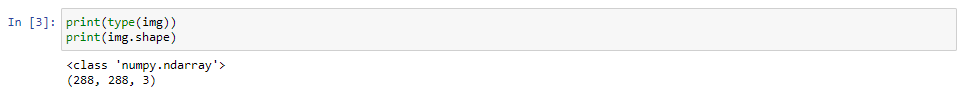 In [3]: print(type(img))
print(img.shape)
<class 'numpy.ndarray'>
(288, 288, 3)